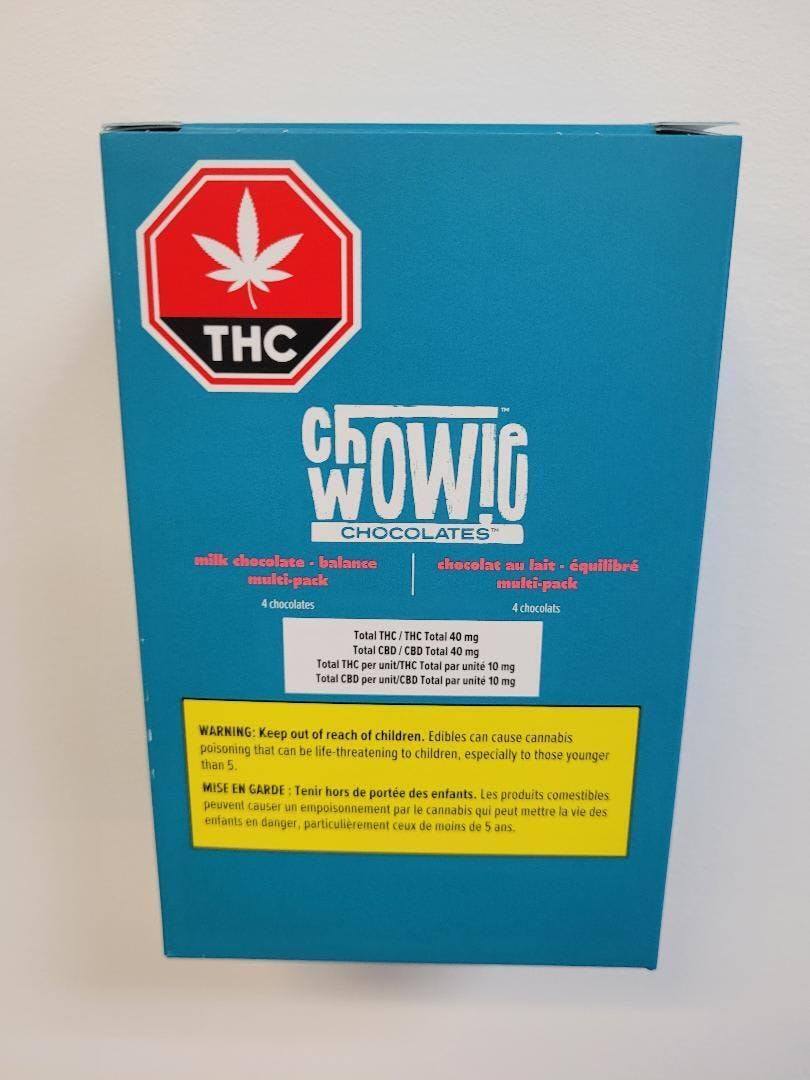 THC
chowie wowie™
CHOCOLATES™
milk chocolate - balance
multi-pack
4 chocolates
chocolat au lait - équilibré
multi-pack
4 chocolats
Total THC / THC Total 40 mg
Total CBD / CBD Total 40 mg
Total THC per unit/THC Total par unité 10 mg
Total CBD per unit/CBD Total par unité 10 mg
WARNING: Keep out of reach of children. Edibles can cause cannabis
poisoning that can be life-threatening to children, especially to those younger
than 5.
MISE EN GARDE : Tenir hors de portée des enfants. Les produits comestibles
peuvent causer un empoisonnement par le cannabis qui peut mettre la vie des
enfants en danger, particulièrement ceux de moins de 5 ans.